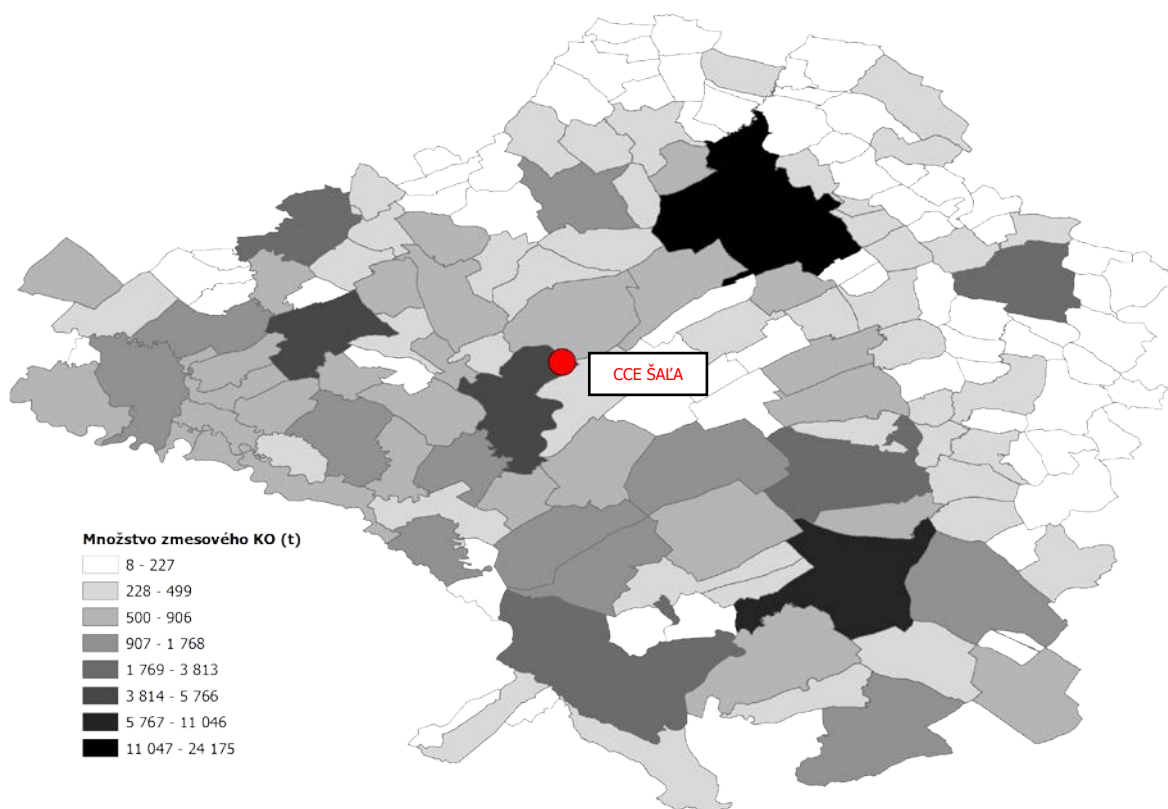 CCE ŠAĽA
Množstvo zmesového KO (t)
8 - 227
228 - 499
500 - 906
907 - 1 768
1 769 - 3 813
3 814 - 5 766
5 767 - 11 046
11 047 - 24 175